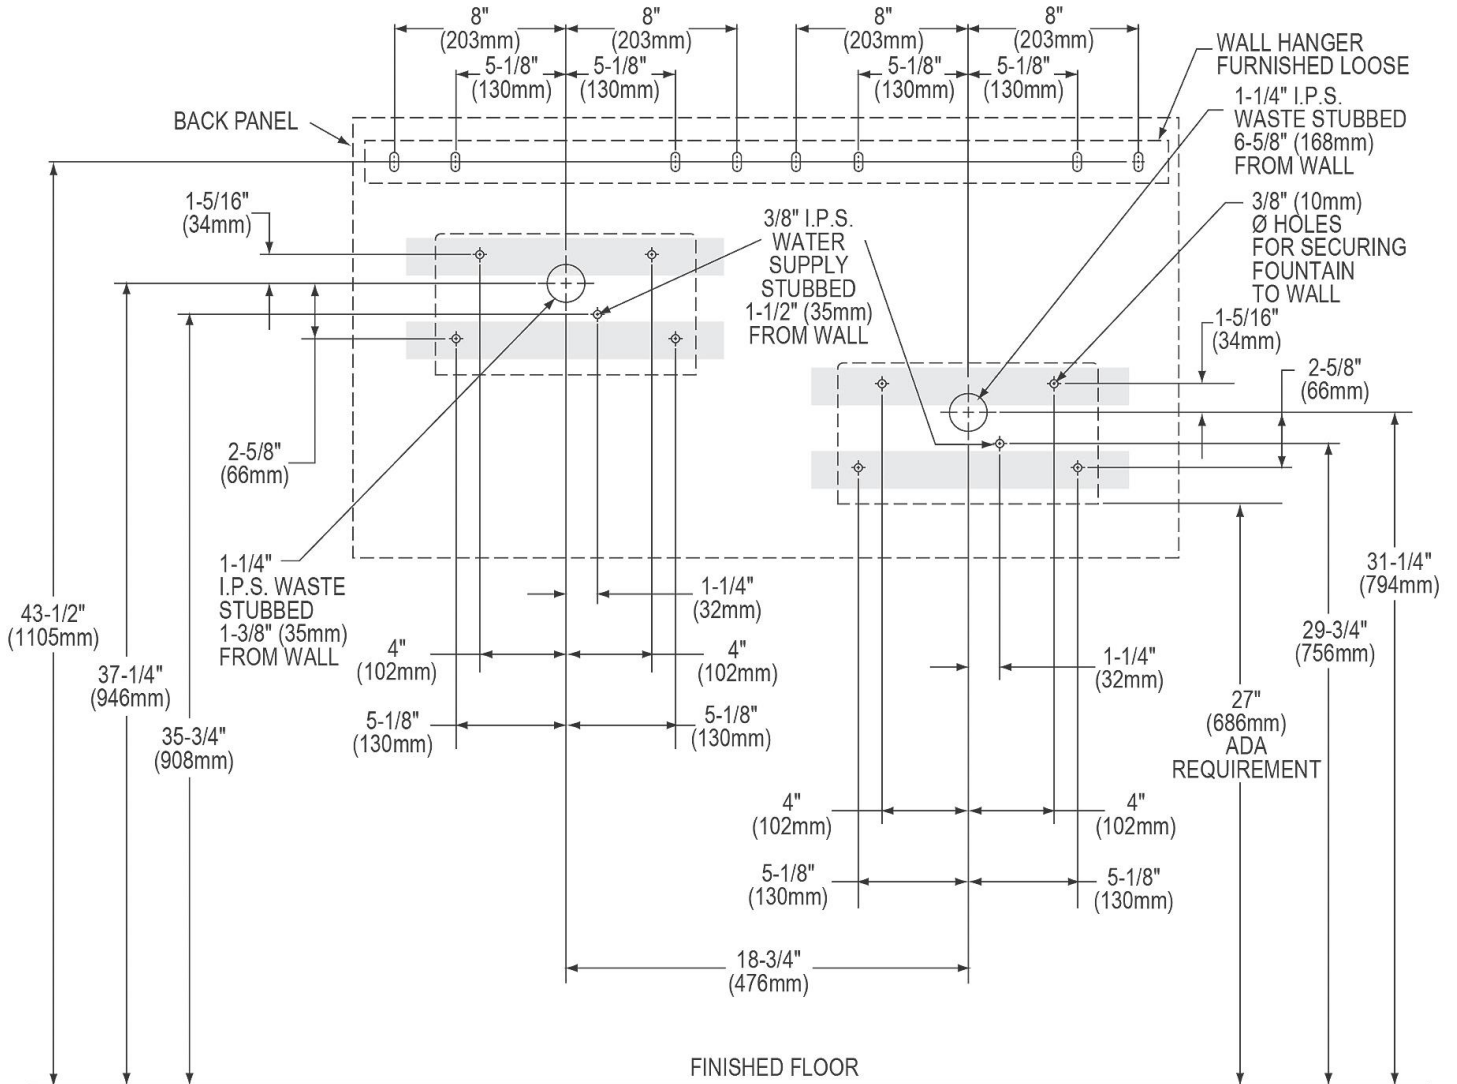 8"
(203mm)
8"
(203mm)
8"
(203mm)
8"
(203mm)
5-1/8"
(130mm)
5-1/8"
(130mm)
5-1/8"
(130mm)
5-1/8"
(130mm)
WALL HANGER
FURNISHED LOOSE
BACK PANEL
1-1/4" I.P.S.
WASTE STUBBED
6-5/8" (168mm)
FROM WALL
1-5/16"
(34mm)
3/8" I.P.S.
WATER
SUPPLY
STUBBED
1-1/2" (35mm)
FROM WALL
3/8" (10mm)
Ø HOLES
FOR SECURING
FOUNTAIN
TO WALL
1-5/16"
(34mm)
2-5/8"
(66mm)
2-5/8"
(66mm)
1-1/4"
I.P.S. WASTE
STUBBED
1-3/8" (35mm)
FROM WALL
1-1/4"
(32mm)
31-1/4"
(794mm)
43-1/2"
(1105mm)
4"
(102mm)
4"
(102mm)
1-1/4"
(32mm)
29-3/4"
(756mm)
37-1/4"
(946mm)
5-1/8"
(130mm)
5-1/8"
(130mm)
27"
(686mm)
ADA
REQUIREMENT
35-3/4"
(908mm)
4"
(102mm)
4"
(102mm)
5-1/8"
(130mm)
5-1/8"
(130mm)
18-3/4"
(476mm)
FINISHED FLOOR